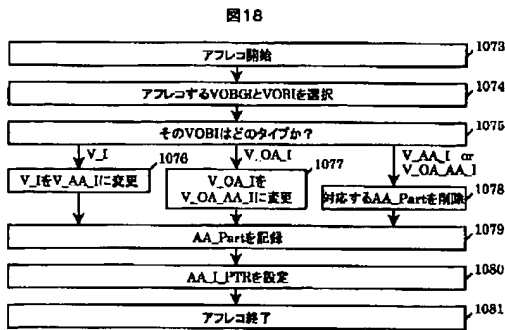 図18
アフレコ開始 1073
アフレコするVOBGIとVOBIを選択 1074
そのVOBIはどのタイプか? 1075
V_I V_OA_I V_AA_I or
V_OA_AA_I
V_IをV_AA_Iに変更 1076
V_OA_Iを
V_OA_AA_Iに変更 1077
対応するAA_Partを削除 1078
AA_Partを記録 1079
AA_I_PTRを設定 1080
アフレコ終了 1081